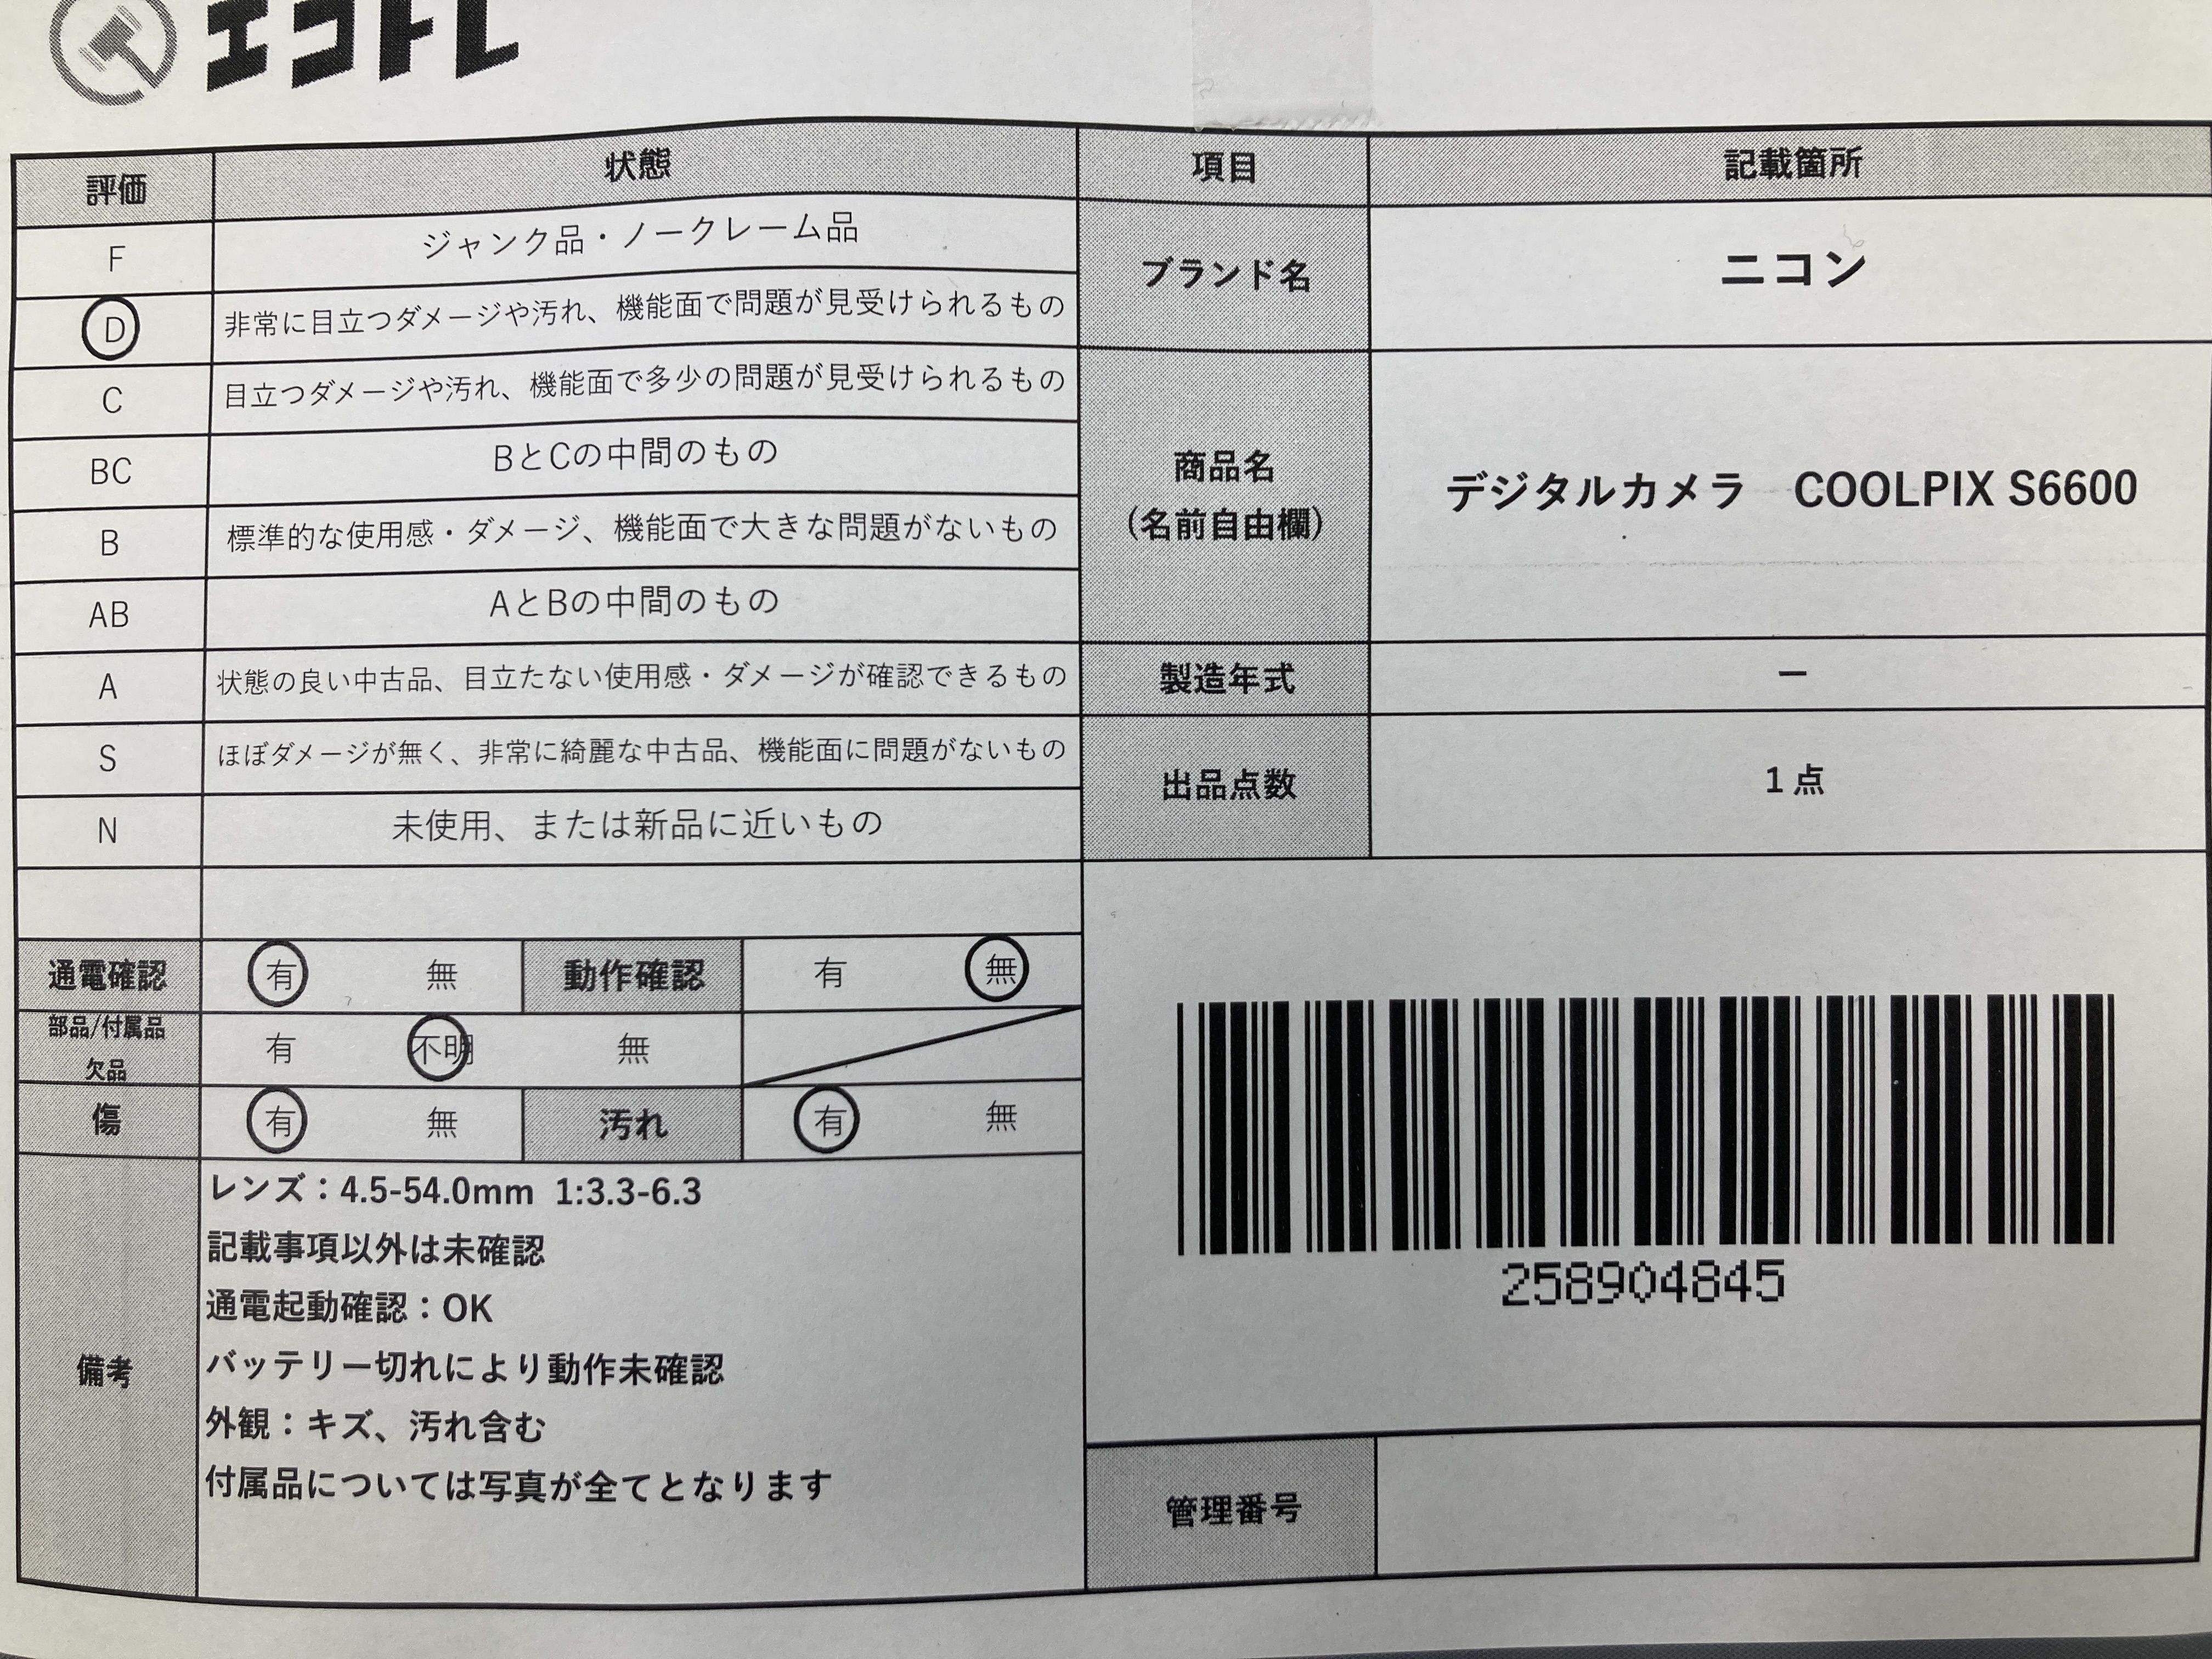 エコトレ
評価 状態 項目 記載箇所
F ジャンク品・ノークレーム品
D 非常に目立つダメージや汚れ、機能面で問題が見受けられるもの
ブランド名 ニコン
C 目立つダメージや汚れ、機能面で多少の問題が見受けられるもの
BC BとCの中間のもの
B 標準的な使用感・ダメージ、機能面で大きな問題がないもの
AB AとBの中間のもの
商品名
(名前自由欄)
デジタルカメラ COOLPIX S6600
A 状態の良い中古品、目立たない使用感・ダメージが確認できるもの
製造年式 ー
S ほぼダメージが無く、非常に綺麗な中古品、機能面に問題がないもの
N 未使用、または新品に近いもの
出品点数 1点
通電確認 有 無 動作確認 有 無
部品/付属品
欠品
有 不明 無
傷 有 無 汚れ 有 無
備考
レンズ：4.5-54.0mm 1:3.3-6.3
記載事項以外は未確認
通電起動確認：OK
バッテリー切れにより動作未確認
外観：キズ、汚れ含む
付属品については写真が全てとなります
258904845
管理番号